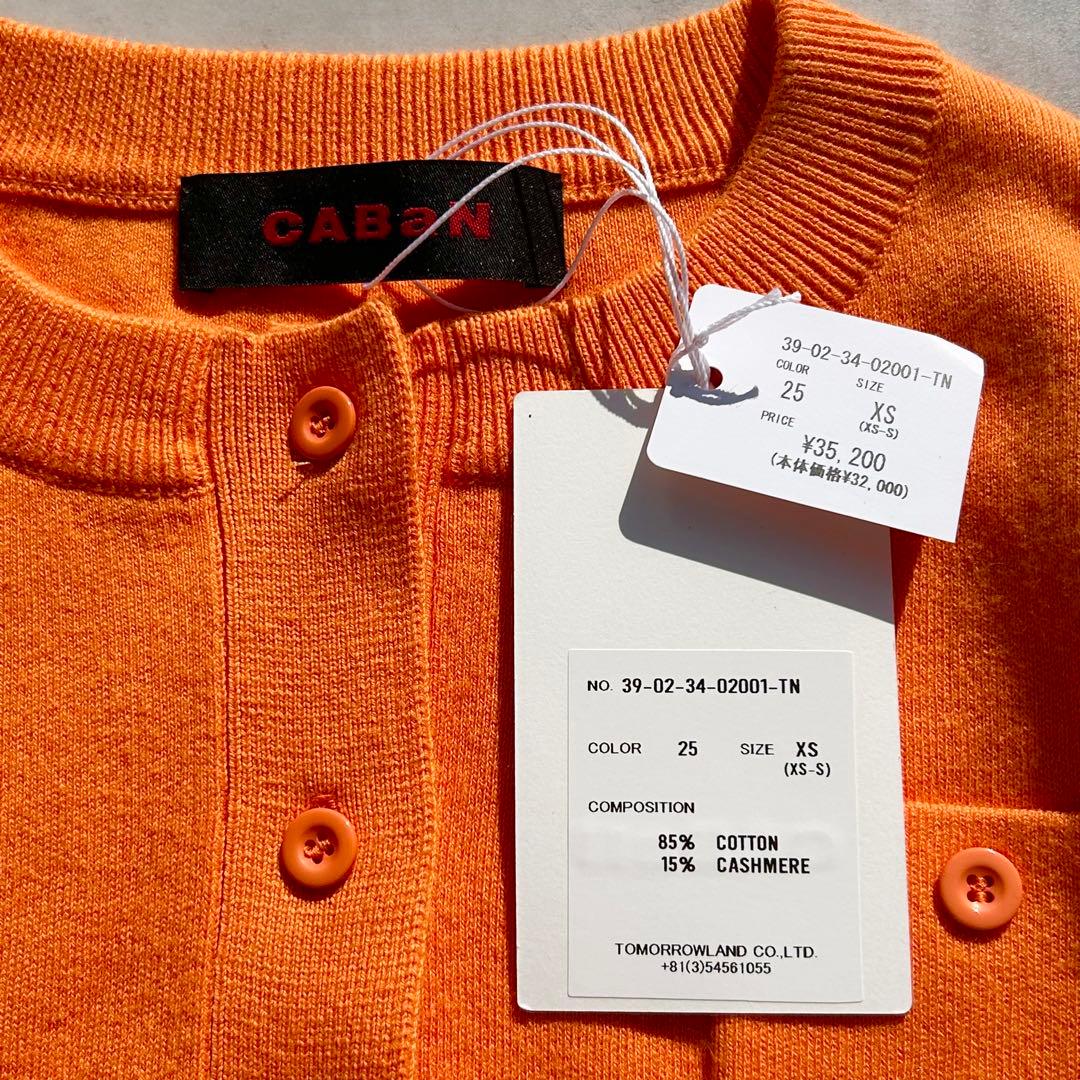 CABaN
39-02-34-02001-TN
COLOR SIZE
25 XS
(XS-S)
PRICE
¥35,200
(本体価格¥32,000)
NO. 39-02-34-02001-TN
COLOR 25 SIZE XS
(XS-S)
COMPOSITION
85% COTTON
15% CASHMERE
TOMORROWLAND CO.,LTD.
+81(3)54561055